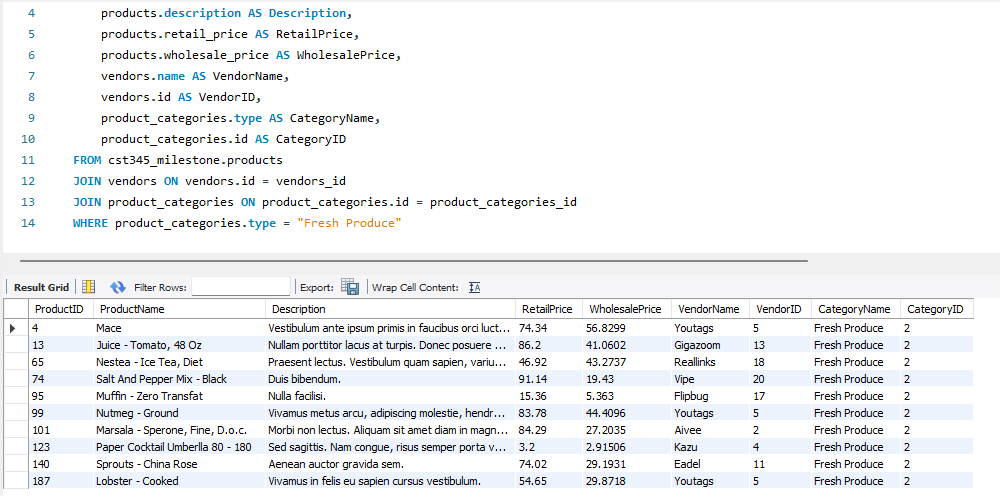 4 products.description AS Description,
5 products.retail_price AS RetailPrice,
6 products.wholesale_price AS WholesalePrice,
7 vendors.name AS VendorName,
8 vendors.id AS VendorID,
9 product_categories.type AS CategoryName,
10 product_categories.id AS CategoryID
11 FROM cst345_milestone.products
12 JOIN vendors ON vendors.id = vendors_id
13 JOIN product_categories ON product_categories.id = product_categories_id
14 WHERE product_categories.type = "Fresh Produce"
Result Grid Filter Rows: Export: Wrap Cell Content:
ProductID ProductName Description RetailPrice WholesalePrice VendorName VendorID CategoryName CategoryID
4 Mace Vestibulum ante ipsum primis in faucibus orci luct... 74.34 56.8299 Youtags 5 Fresh Produce 2
13 Juice - Tomato, 48 Oz Nullam porttitor lacus at turpis. Donec posuere ... 86.2 41.0602 Gigazoom 13 Fresh Produce 2
65 Nestea - Ice Tea, Diet Praesent lectus. Vestibulum quam sapien, variu... 46.92 43.2737 Reallinks 18 Fresh Produce 2
74 Salt And Pepper Mix - Black Duis bibendum. 91.14 19.43 Vipe 20 Fresh Produce 2
95 Muffin - Zero Transfat Nulla facilisi. 15.36 5.363 Flipbug 17 Fresh Produce 2
99 Nutmeg - Ground Vivamus metus arcu, adipiscing molestie, hendr... 83.78 44.4096 Youtags 5 Fresh Produce 2
101 Marsala - Sperone, Fine, D.o.c. Morbi non lectus. Aliquam sit amet diam in magn... 84.29 27.2035 Aivee 2 Fresh Produce 2
123 Paper Cocktail Umberlla 80 - 180 Sed sagittis. Nam congue, risus semper porta v... 3.2 2.91506 Kazu 4 Fresh Produce 2
140 Sprouts - China Rose Aenean auctor gravida sem. 74.02 29.1931 Eadel 11 Fresh Produce 2
187 Lobster - Cooked Vivamus in felis eu sapien cursus vestibulum. 54.65 29.8718 Youtags 5 Fresh Produce 2